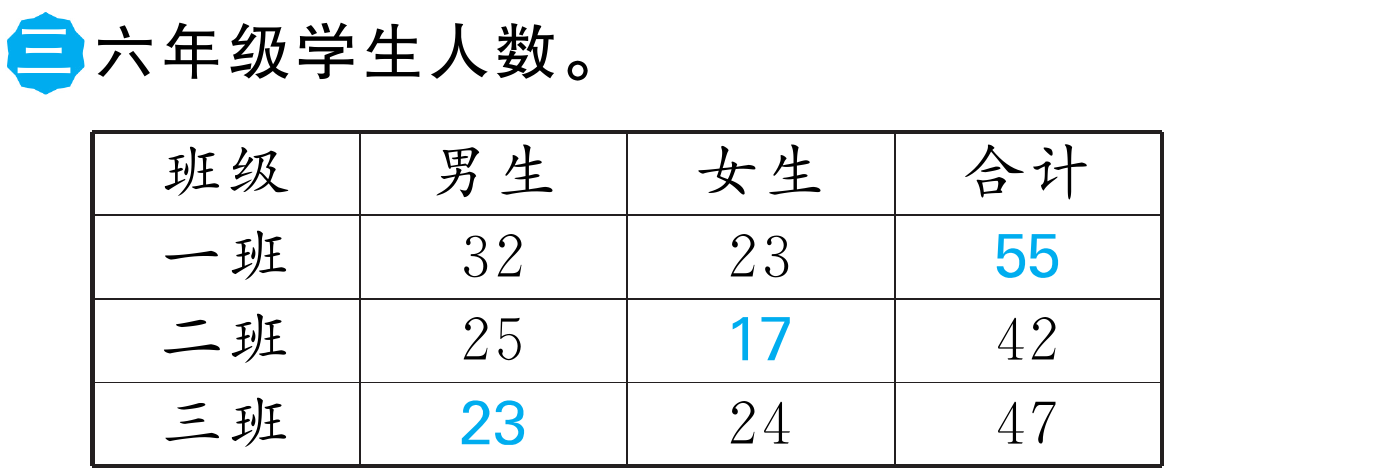 三 六年级学生人数。
班级 男生 女生 合计
一班 32 23 55
二班 25 17 42
三班 23 24 47